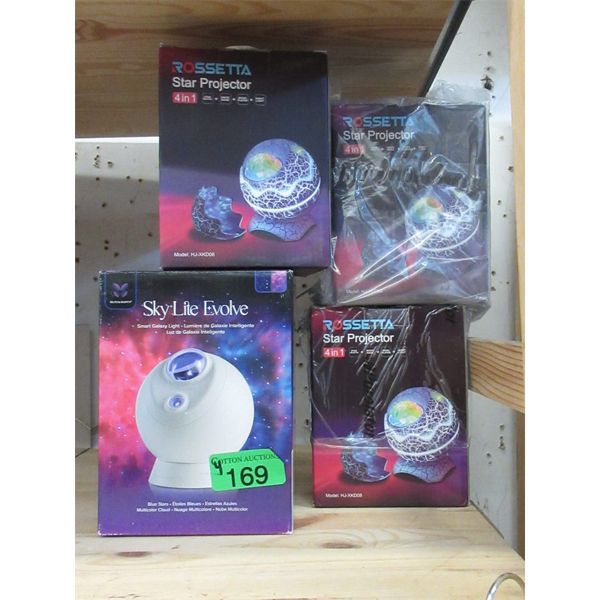 ROSSETTA
Star Projector
4 in 1
Model: HJ-XKD08
ROSSETTA
Star Projector
4 in 1
Sky Lite Evolve
Smart Galaxy Light • Lumière de Galaxie Intelligente
Luz de Galaxia Inteligente
COTTON AUCTIONS
4 169
Blue Stars • Étoiles Bleues • Estrellas Azules
Multicolor Cloud • Nuage Multicolore • Nube Multicolor
ROSSETTA
Star Projector
4 in 1
Model: HJ-XKD08